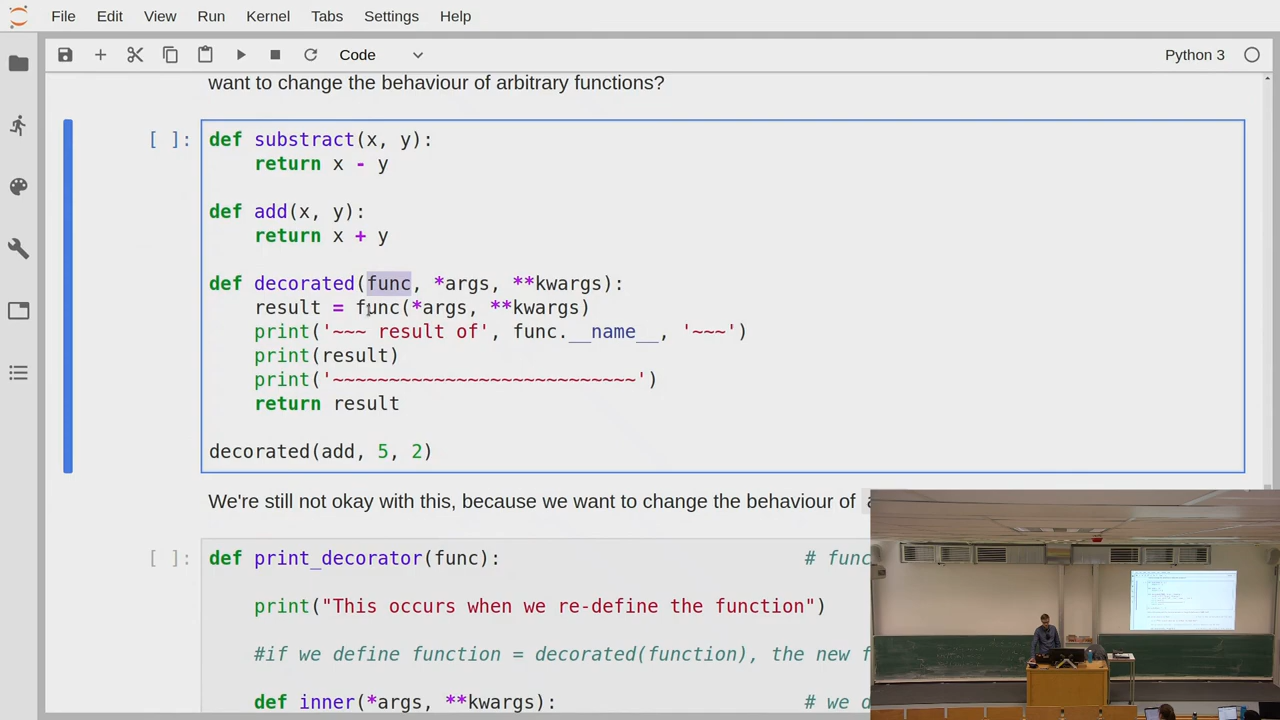 File Edit View Run Kernel Tabs Settings Help
Code Python 3
want to change the behaviour of arbitrary functions?
[ ]: def substract(x, y):
return x - y
def add(x, y):
return x + y
def decorated(func, *args, **kwargs):
result = func(*args, **kwargs)
print('~~~ result of', func.__name__, '~~~')
print(result)
print('~~~~~~~~~~~~~~~~~~~~~~~~~~~')
return result
decorated(add, 5, 2)
We're still not okay with this, because we want to change the behaviour of
[ ]: def print_decorator(func): # func
print("This occurs when we re-define the function")
#if we define function = decorated(function), the new f
def inner(*args, **kwargs): # we d